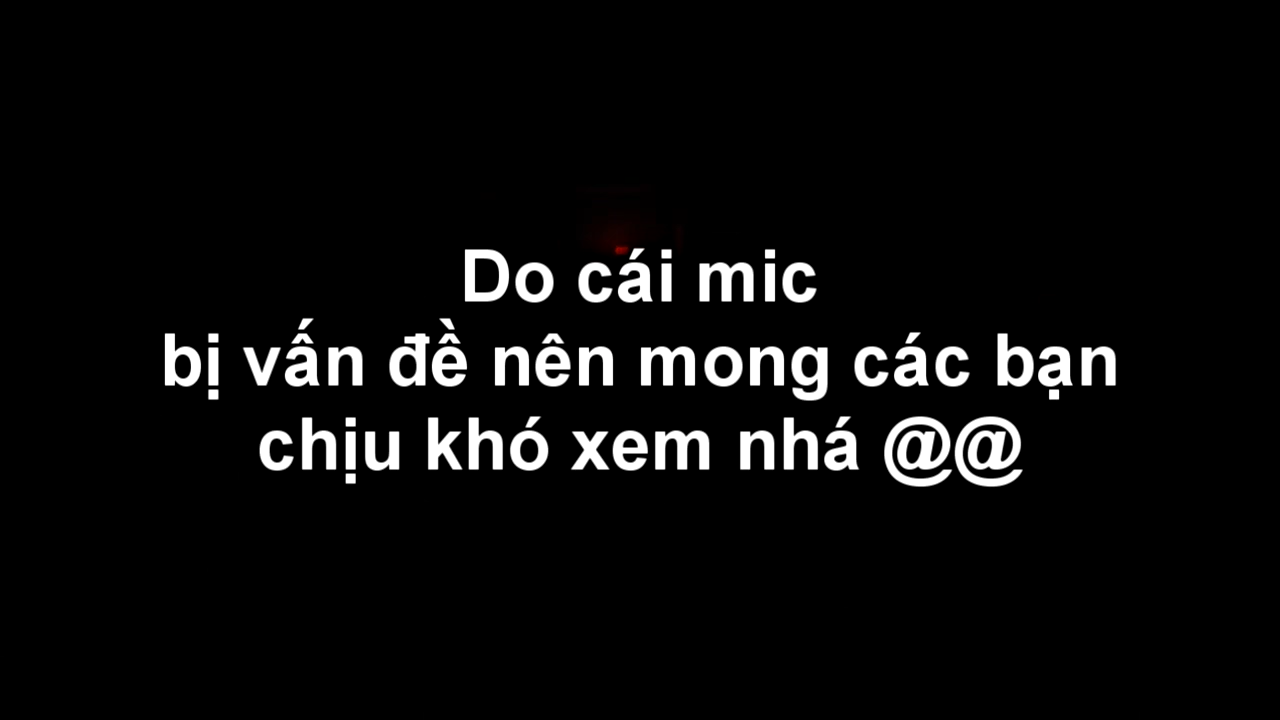 Do cái mic
bị vấn đề nên mong các bạn
chịu khó xem nhá @@